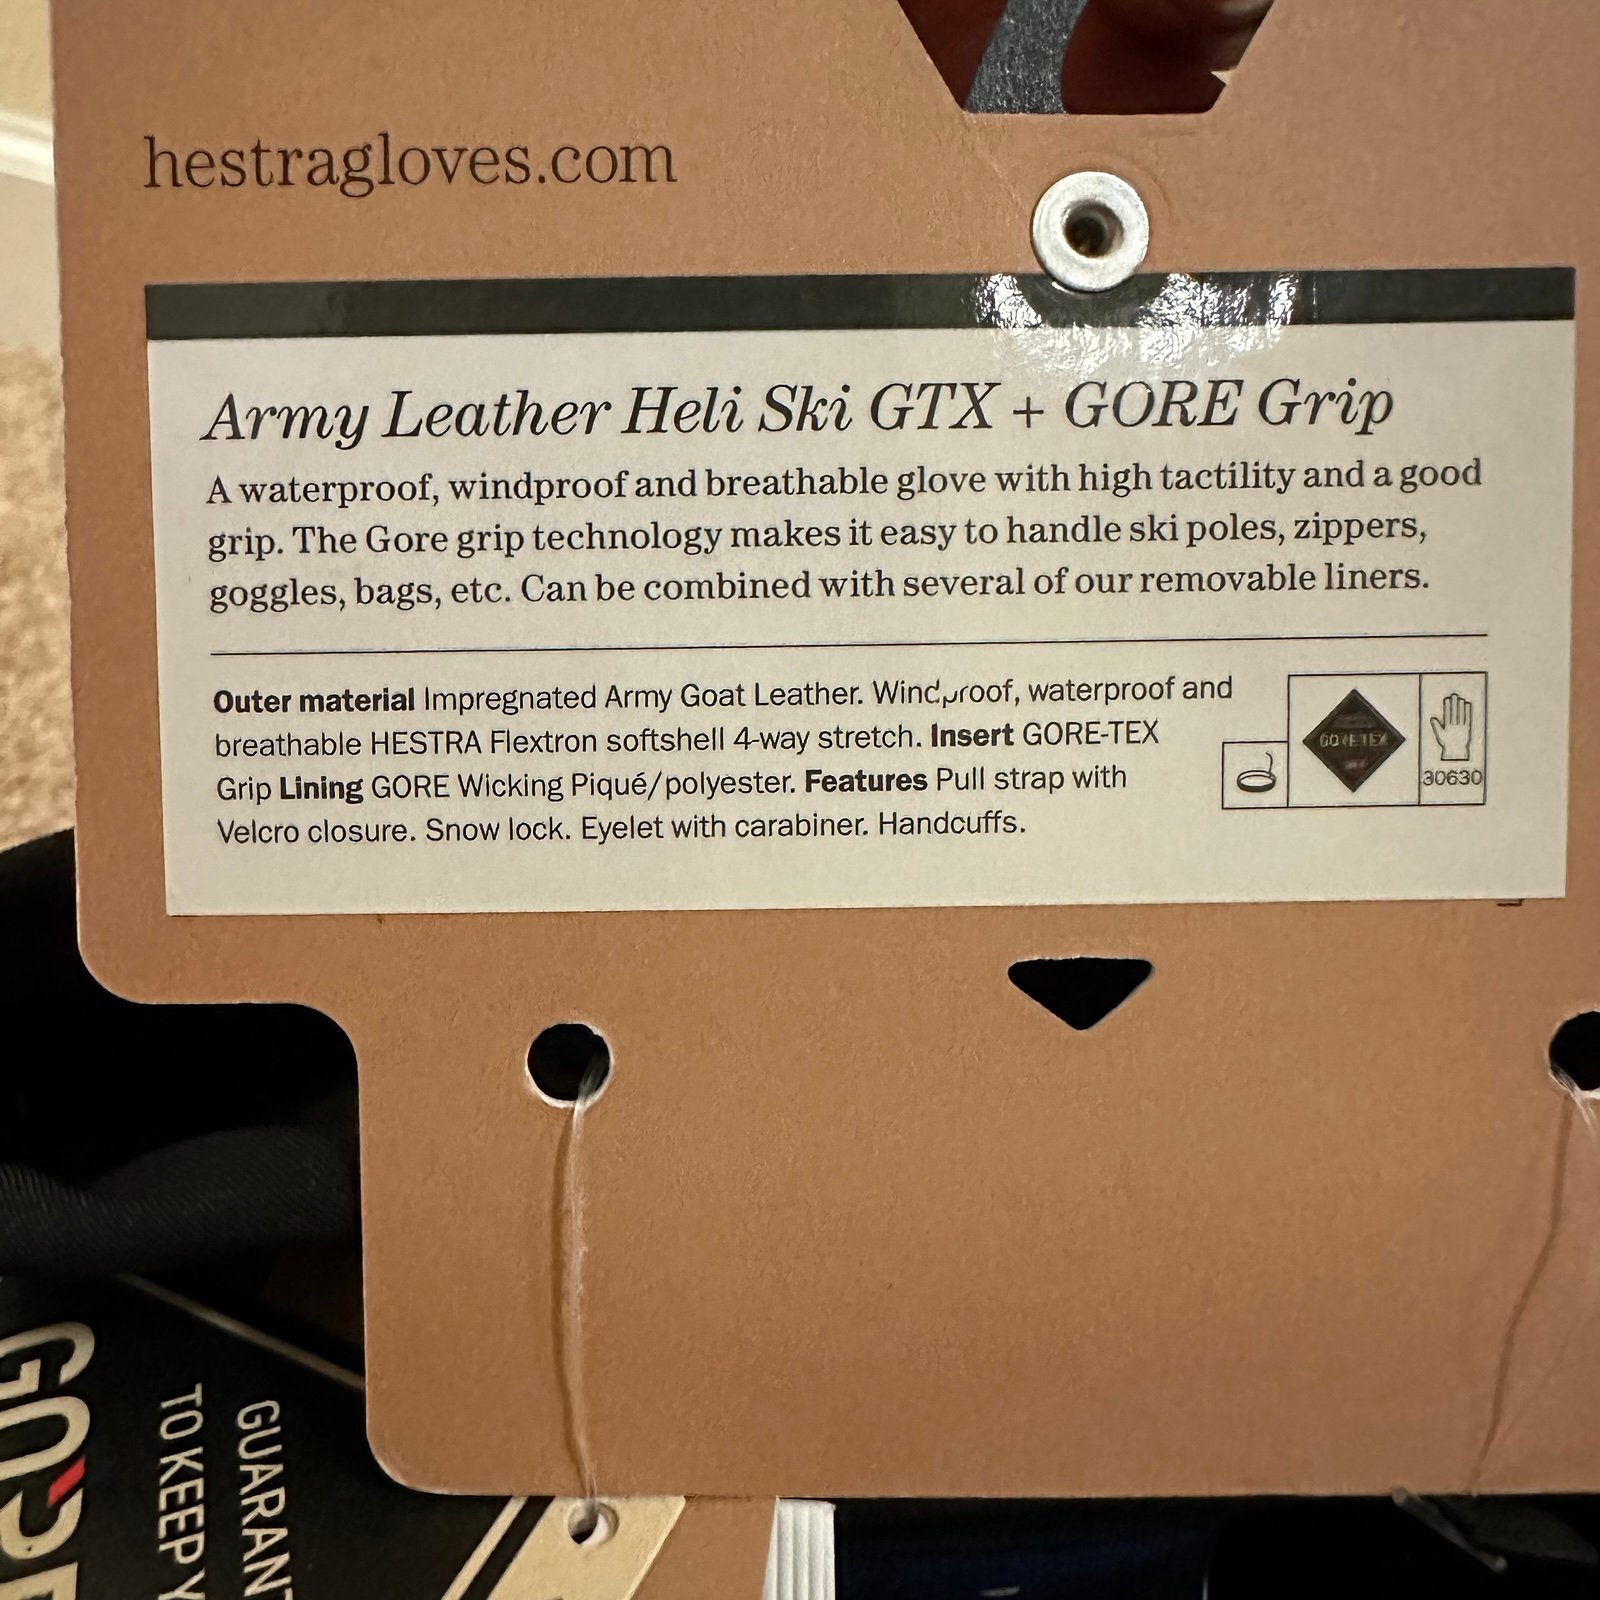 hestragloves.com
Army Leather Heli Ski GTX + GORE Grip
A waterproof, windproof and breathable glove with high tactility and a good
grip. The Gore grip technology makes it easy to handle ski poles, zippers,
goggles, bags, etc. Can be combined with several of our removable liners.
Outer material Impregnated Army Goat Leather. Windproof, waterproof and
breathable HESTRA Flextron softshell 4-way stretch. Insert GORE-TEX
Grip Lining GORE Wicking Piqué/polyester. Features Pull strap with
Velcro closure. Snow lock. Eyelet with carabiner. Handcuffs.
GORE-TEX
30630
GUARANT
TO KEEP Y
GORE